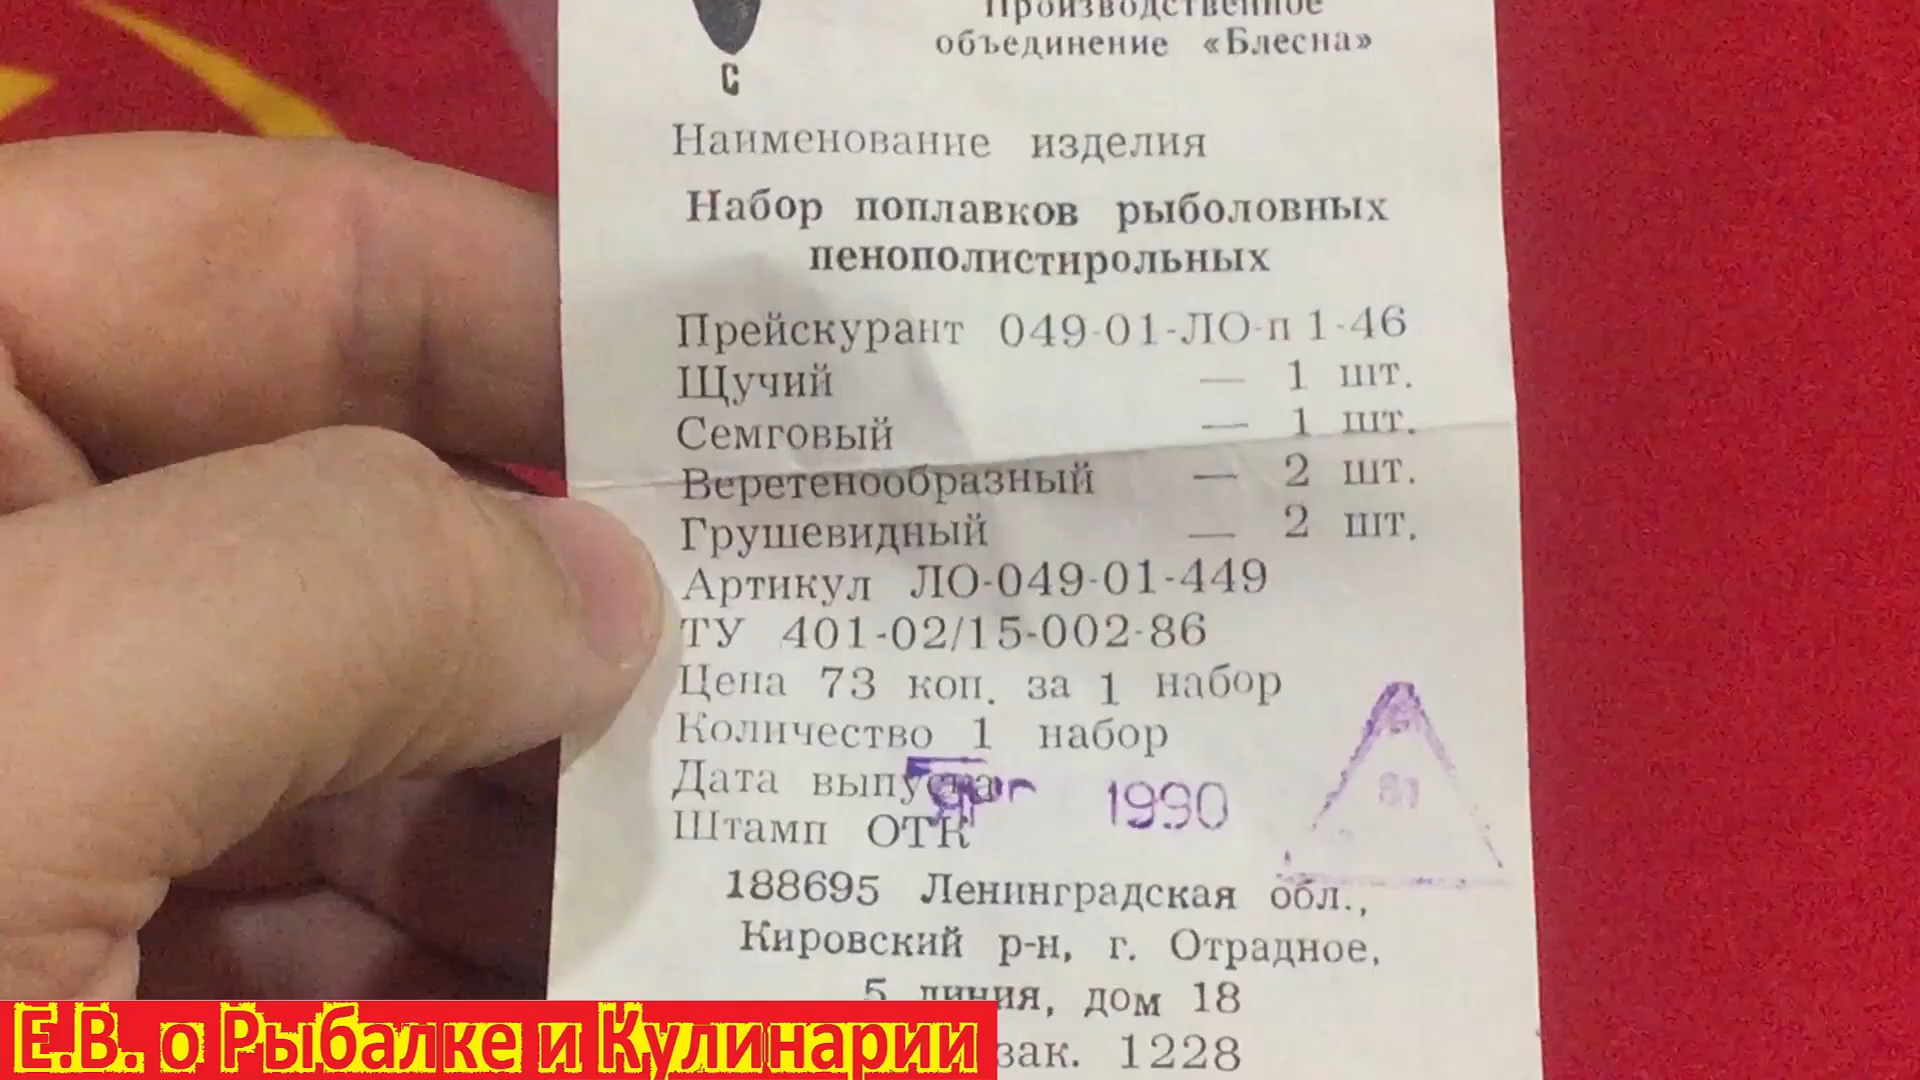 Производственное
объединение «Блесна»
С
Наименование изделия
Набор поплавков рыболовных
пенополистирольных
Прейскурант 049-01-ЛО-п 1-46
Щучий — 1 шт.
Семговый — 1 шт.
Веретенообразный — 2 шт.
Грушевидный — 2 шт.
Артикул ЛО-049-01-449
ТУ 401-02/15-002-86
Цена 73 коп. за 1 набор
Количество 1 набор
Дата выпуска 1990
Штамп ОТК
188695 Ленинградская обл.,
Кировский р-н, г. Отрадное,
5 линия, дом 18
зак. 1228
Е.В. о Рыбалке и Кулинарии